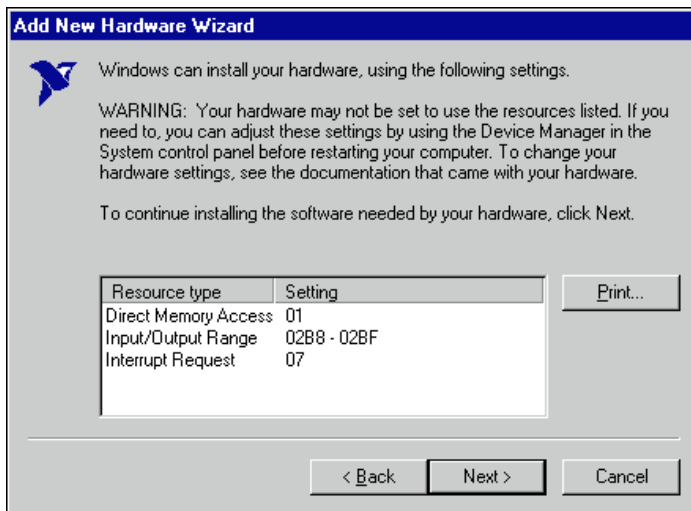 Add New Hardware Wizard
Windows can install your hardware, using the following settings.
WARNING:  Your hardware may not be set to use the resources listed. If you
need to, you can adjust these settings by using the Device Manager in the
System control panel before restarting your computer. To change your
hardware settings, see the documentation that came with your hardware.
To continue installing the software needed by your hardware, click Next.
Resource type Setting
Direct Memory Access 01
Input/Output Range 02B8 - 02BF
Interrupt Request 07
Print...
< Back Next > Cancel